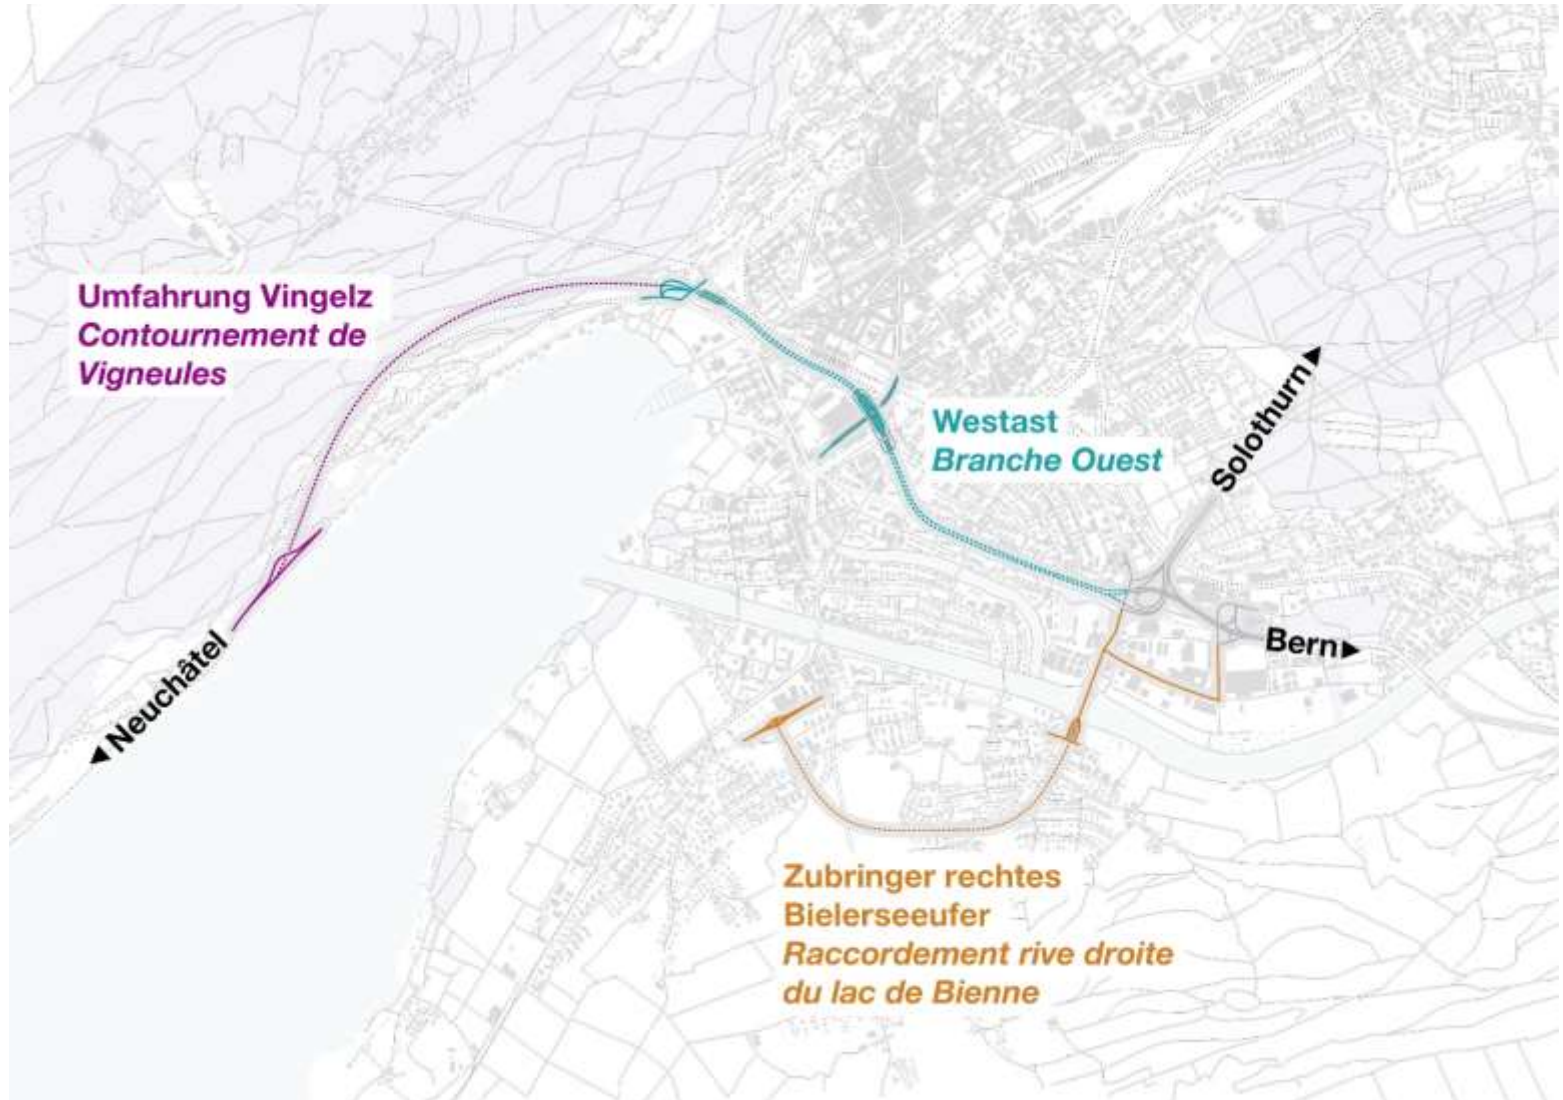 Umfahrung Vingelz
Contournement de
Vigneules
Westast
Branche Ouest
Solothurn
Bern
Neuchâtel
Zubringer rechtes
Bielerseeufer
Raccordement rive droite
du lac de Bienne